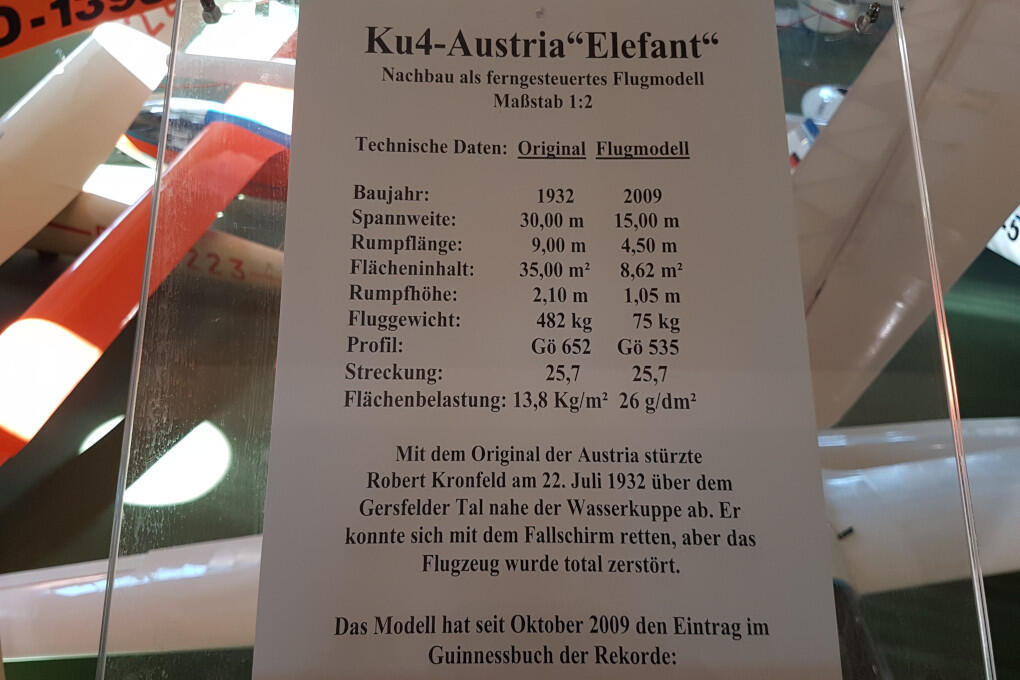 Ku4-Austria“Elefant“
Nachbau als ferngesteuertes Flugmodell
Maßstab 1:2
Technische Daten: Original Flugmodell
Baujahr: 1932 2009
Spannweite: 30,00 m 15,00 m
Rumpflänge: 9,00 m 4,50 m
Flächeninhalt: 35,00 m² 8,62 m²
Rumpfhöhe: 2,10 m 1,05 m
Fluggewicht: 482 kg 75 kg
Profil: Gö 652 Gö 535
Streckung: 25,7 25,7
Flächenbelastung: 13,8 Kg/m² 26 g/dm²
Mit dem Original der Austria stürzte
Robert Kronfeld am 22. Juli 1932 über dem
Gersfelder Tal nahe der Wasserkuppe ab. Er
konnte sich mit dem Fallschirm retten, aber das
Flugzeug wurde total zerstört.
Das Modell hat seit Oktober 2009 den Eintrag im
Guinnessbuch der Rekorde: